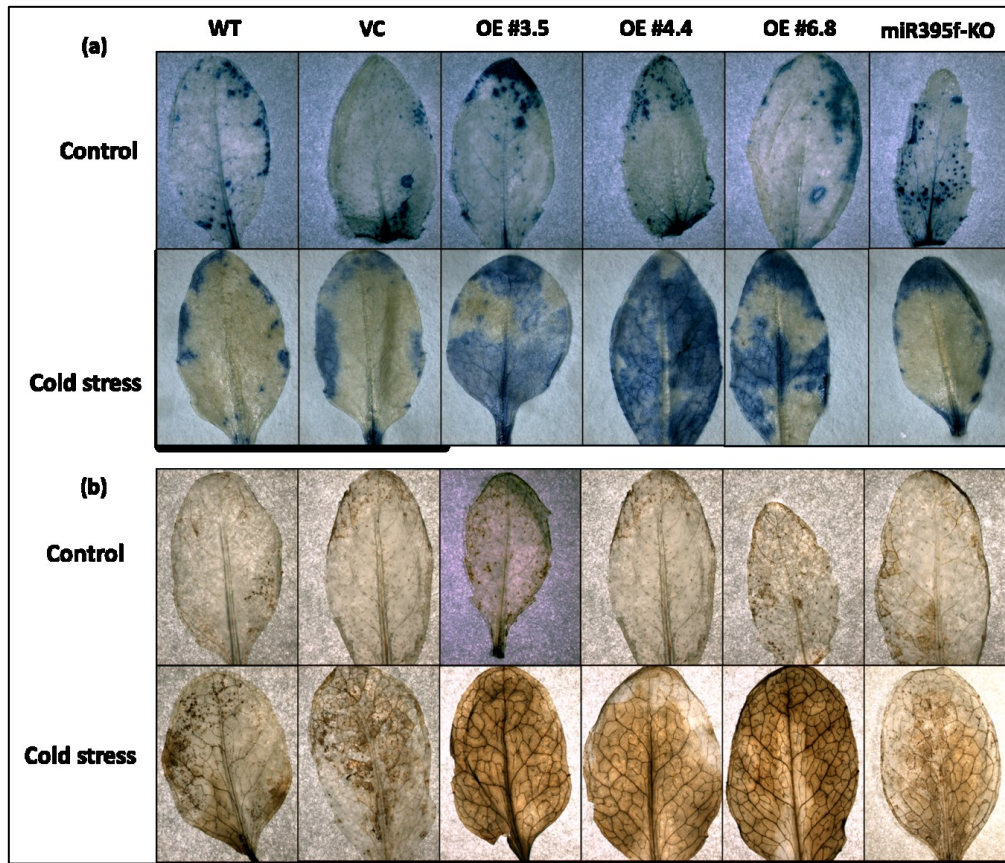 WT VC OE #3.5 OE #4.4 OE #6.8 miR395f-KO
(a)
Control
Cold stress
(b)
Control
Cold stress